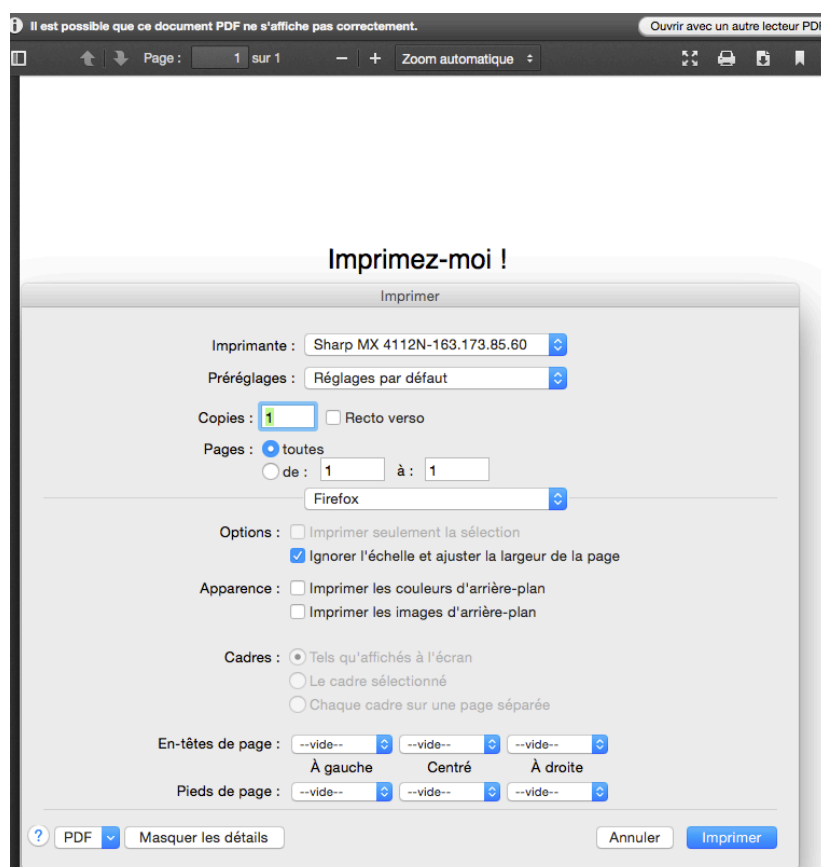 Il est possible que ce document PDF ne s'affiche pas correctement. Ouvrir avec un autre lecteur PDF
Page : 1 sur 1 − + Zoom automatique
Imprimez-moi !
Imprimer
Imprimante : Sharp MX 4112N-163.173.85.60
Préréglages : Réglages par défaut
Copies : 1 Recto verso
Pages : toutes
de : 1 à : 1
Firefox
Options : Imprimer seulement la sélection
Ignorer l'échelle et ajuster la largeur de la page
Apparence : Imprimer les couleurs d'arrière-plan
Imprimer les images d'arrière-plan
Cadres : Tels qu'affichés à l'écran
Le cadre sélectionné
Chaque cadre sur une page séparée
En-têtes de page : --vide-- --vide-- --vide--
À gauche Centré À droite
Pieds de page : --vide-- --vide-- --vide--
? PDF Masquer les détails Annuler Imprimer